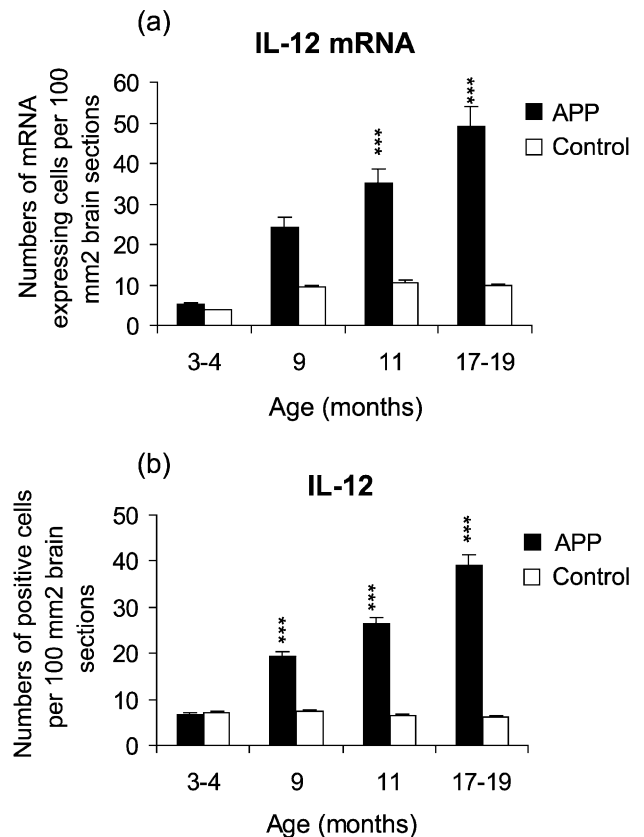 (a)
IL-12 mRNA
Numbers of mRNA
expressing cells per 100
mm2 brain sections
60
50
40
30
20
10
0
***
***
APP
Control
3-4 9 11 17-19
Age (months)
(b)
IL-12
Numbers of positive cells
per 100 mm2 brain
sections
50
40
30
20
10
0
***
***
***
APP
Control
3-4 9 11 17-19
Age (months)